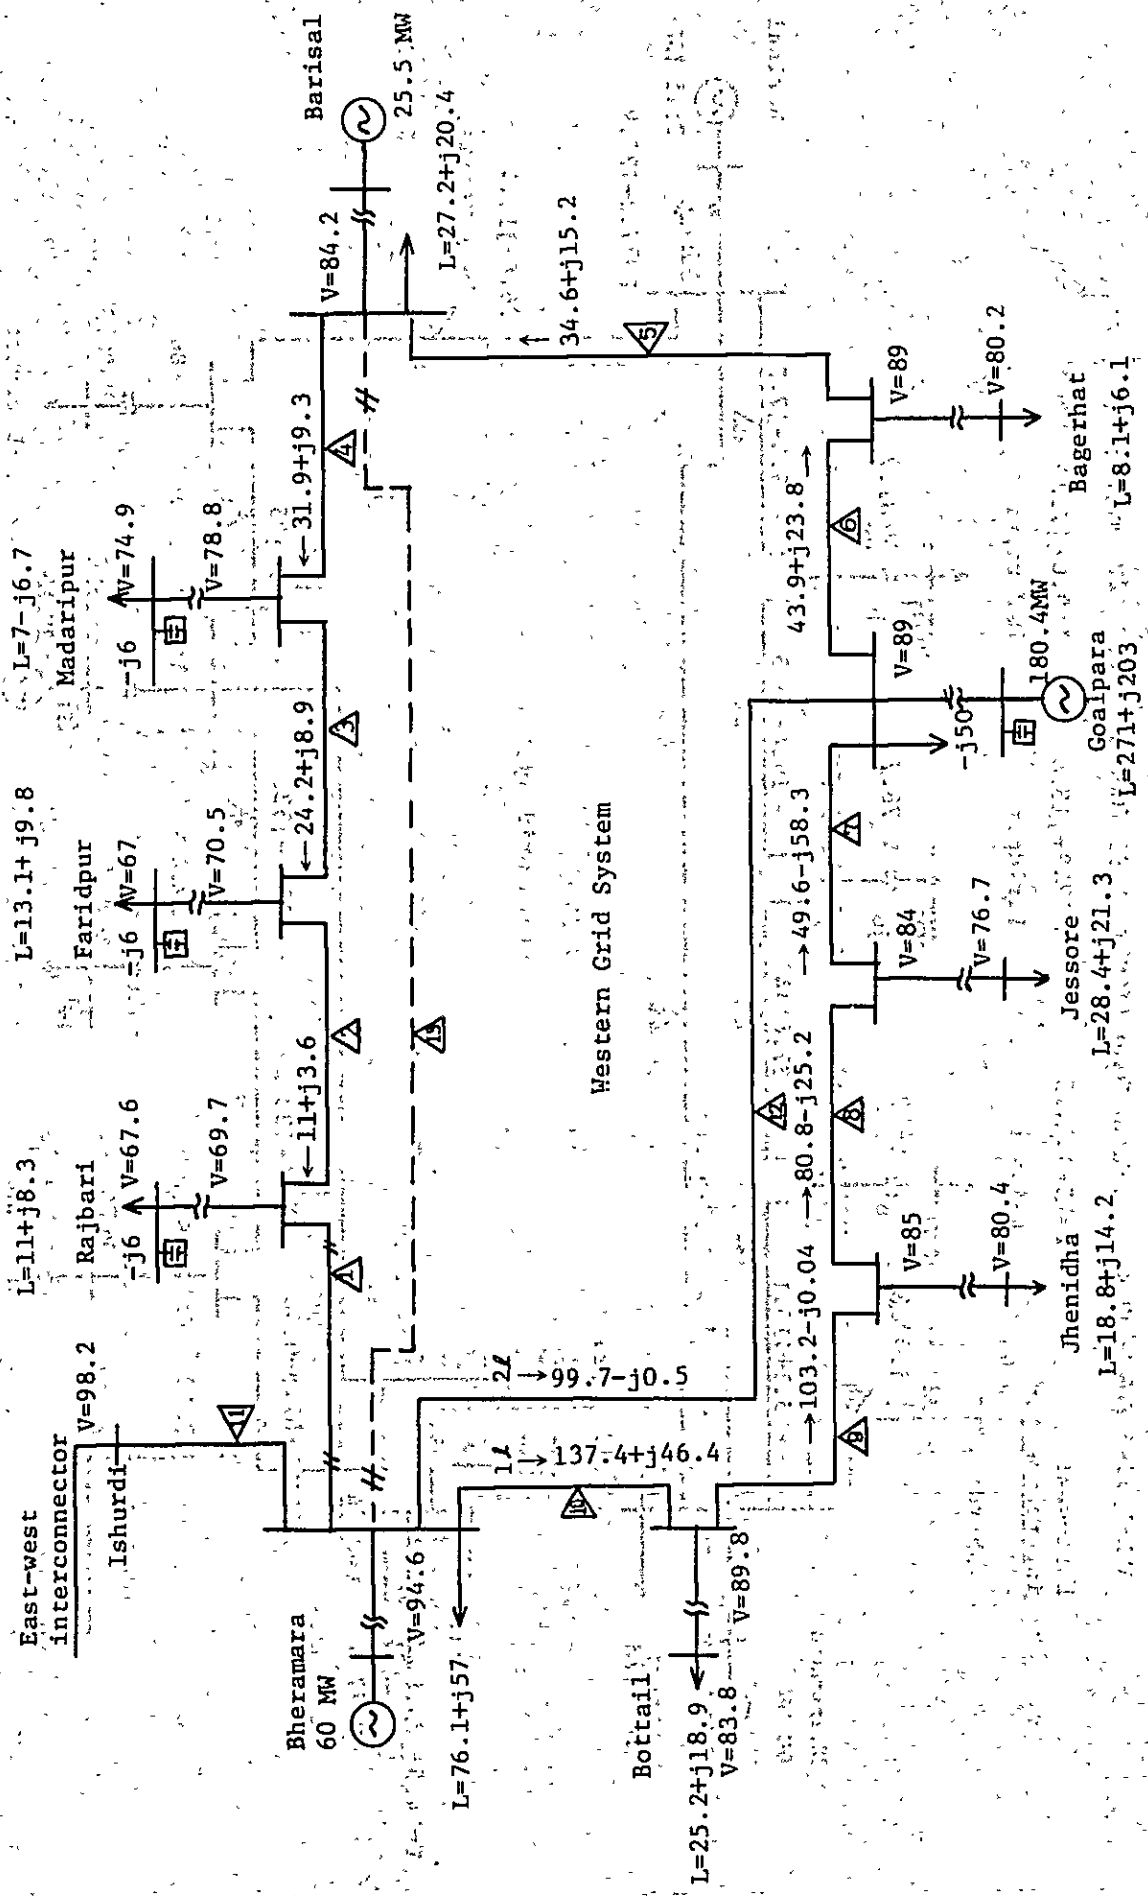 East-west
interconnector
V=98.2
Ishurdi
11
L=11+j8.3
Rajbari
-j6
V=67.6
V=69.7
←11+j3.6
1
2
L=13.1+j9.8
Faridpur
-j6
V=67
V=70.5
←24.2+j8.9
3
L=7-j6.7
Madaripur
-j6
V=74.9
V=78.8
←31.9+j9.3
4
V=84.2
Barisal
25.5 MW
L=27.2+j20.4
34.6+j15.2
5
Bheramara
60 MW
V=94.6
L=76.1+j57
2ℓ
→99.7-j0.5
1ℓ
→137.4+j46.4
10
12
Western Grid System
Bottail
L=25.2+j18.9
V=83.8
V=89.8
→103.2-j0.04
9
→80.8-j25.2
8
→49.6-j58.3
7
43.9+j23.8→
6
V=85
V=80.4
Jhenidha
L=18.8+j14.2
V=84
V=76.7
Jessore
L=28.4+j21.3
V=89
-j50
180.4MW
Goalpara
L=271+j203
V=89
V=80.2
Bagerhat
L=8.1+j6.1